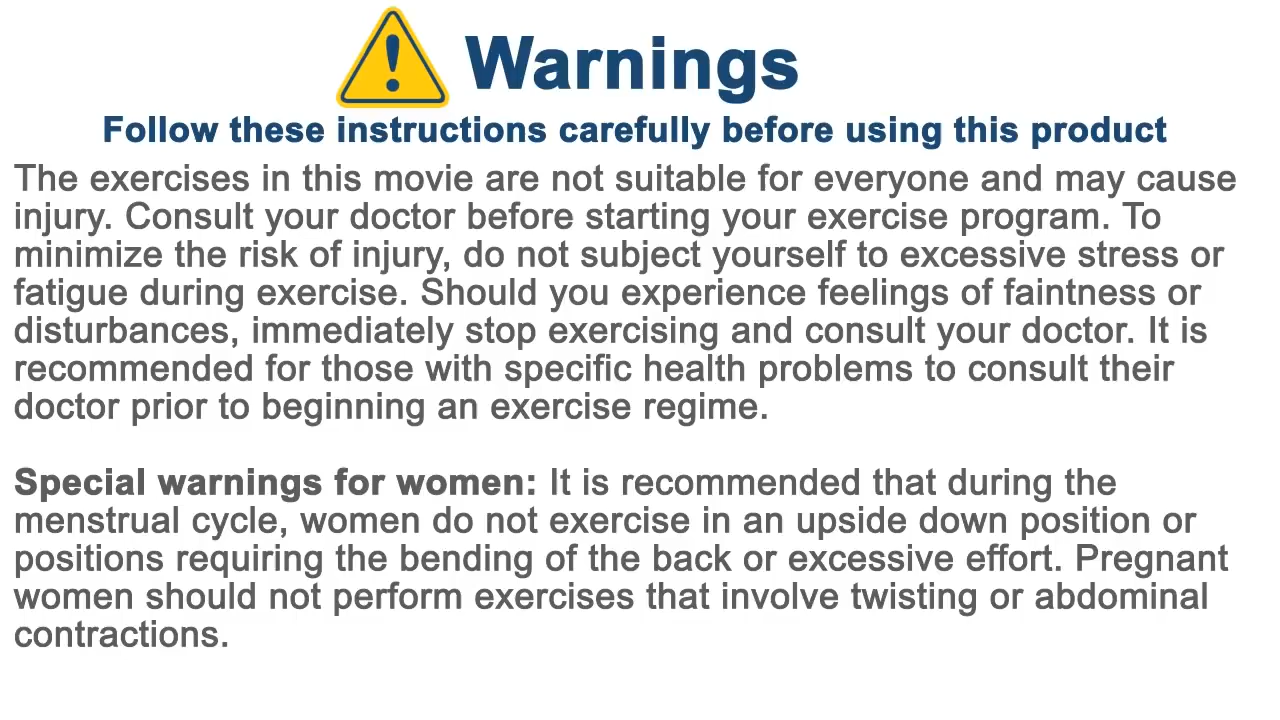 Warnings
Follow these instructions carefully before using this product
The exercises in this movie are not suitable for everyone and may cause
injury. Consult your doctor before starting your exercise program. To
minimize the risk of injury, do not subject yourself to excessive stress or
fatigue during exercise. Should you experience feelings of faintness or
disturbances, immediately stop exercising and consult your doctor. It is
recommended for those with specific health problems to consult their
doctor prior to beginning an exercise regime.
Special warnings for women: It is recommended that during the
menstrual cycle, women do not exercise in an upside down position or
positions requiring the bending of the back or excessive effort. Pregnant
women should not perform exercises that involve twisting or abdominal
contractions.